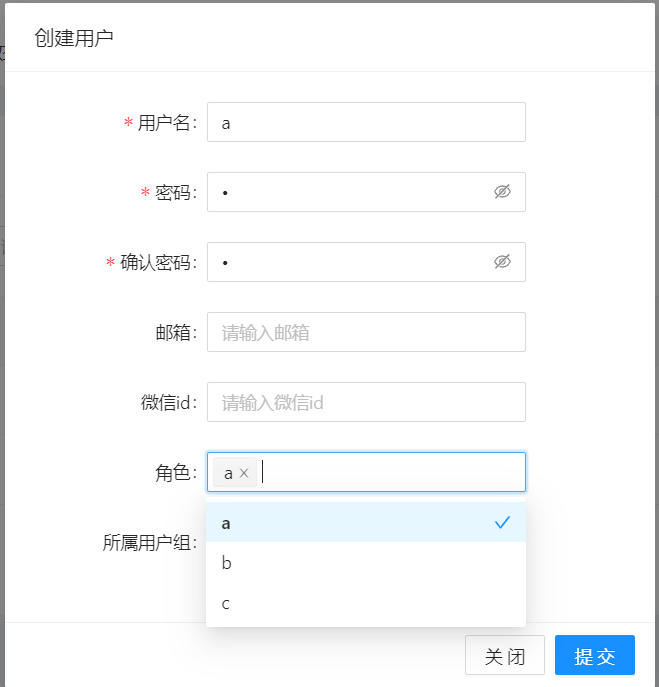 创建用户
* 用户名: a
* 密码: •
* 确认密码: •
邮箱: 请输入邮箱
微信id: 请输入微信id
角色: a ×
a
所属用户组:
b
c
关 闭 提 交